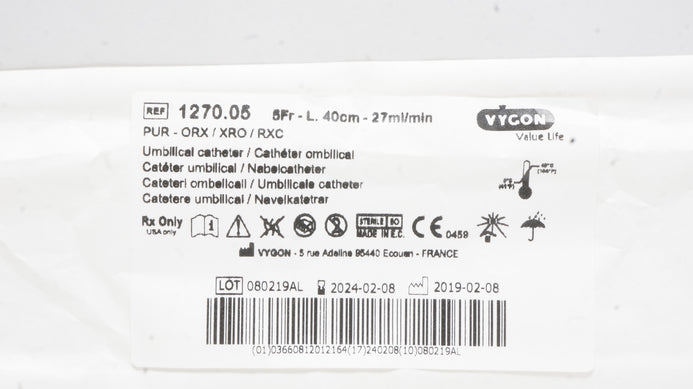 REF 1270.05 5Fr - L. 40cm - 27ml/min
VYGON
Value Life
PUR - ORX / XRO / RXC
Umbilical catheter / Cathéter ombilical
Catéter umbilical / Nabelcatheter
Cateteri ombelicali / Umbilicale catheter
Catetere umbilical / Navelkatetrar
Rx Only
USA only
STERILE EO
MADE IN E.C.
CE 0459
VYGON - 5 rue Adeline 95440 Ecouen - FRANCE
LOT 080219AL 2024-02-08 2019-02-08
(01)03660812012164(17)240208(10)080219AL